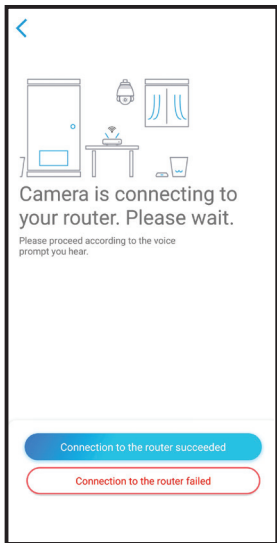 Camera is connecting to
your router. Please wait.
Please proceed according to the voice
prompt you hear.
Connection to the router succeeded
Connection to the router failed